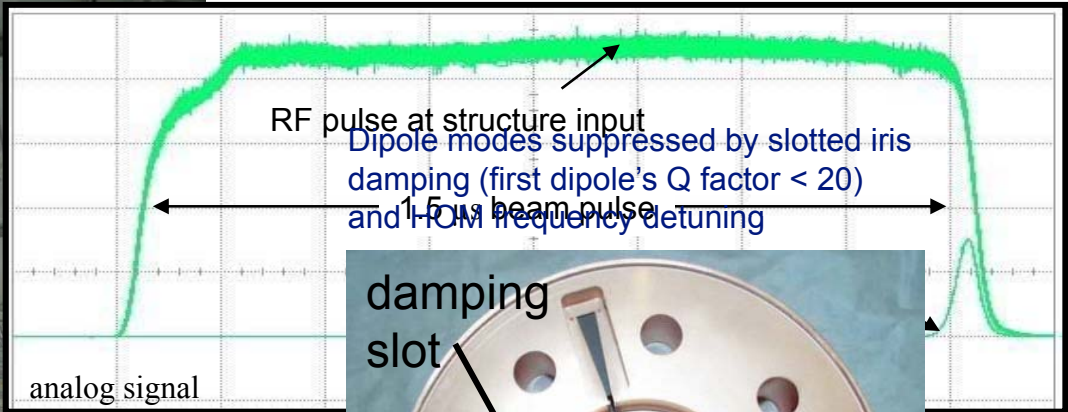 RF pulse at structure input
Dipole modes suppressed by slotted iris
damping (first dipole's Q factor < 20)
1.5 µs beam pulse
and HOM frequency detuning
damping
slot
analog signal